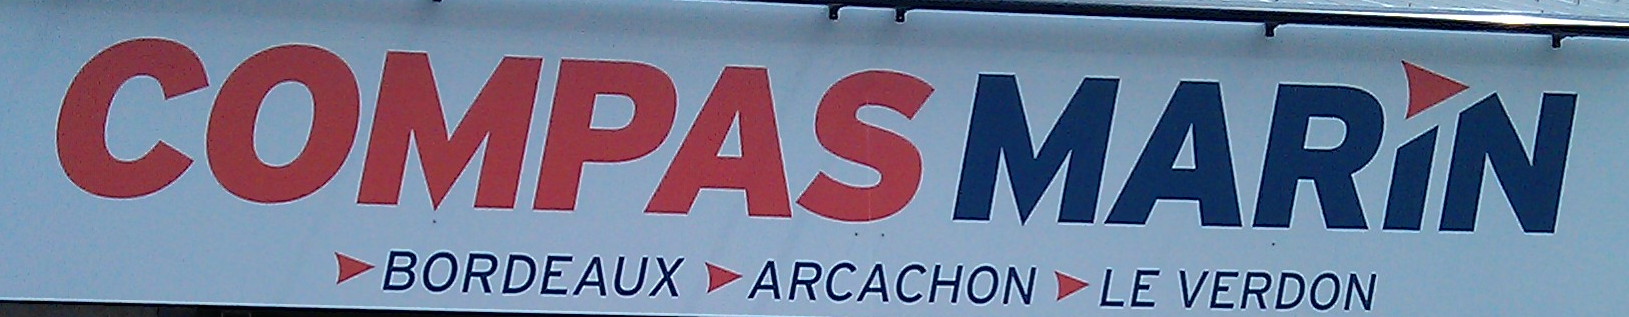 COMPAS MARiN
BORDEAUX ARCACHON LE VERDON